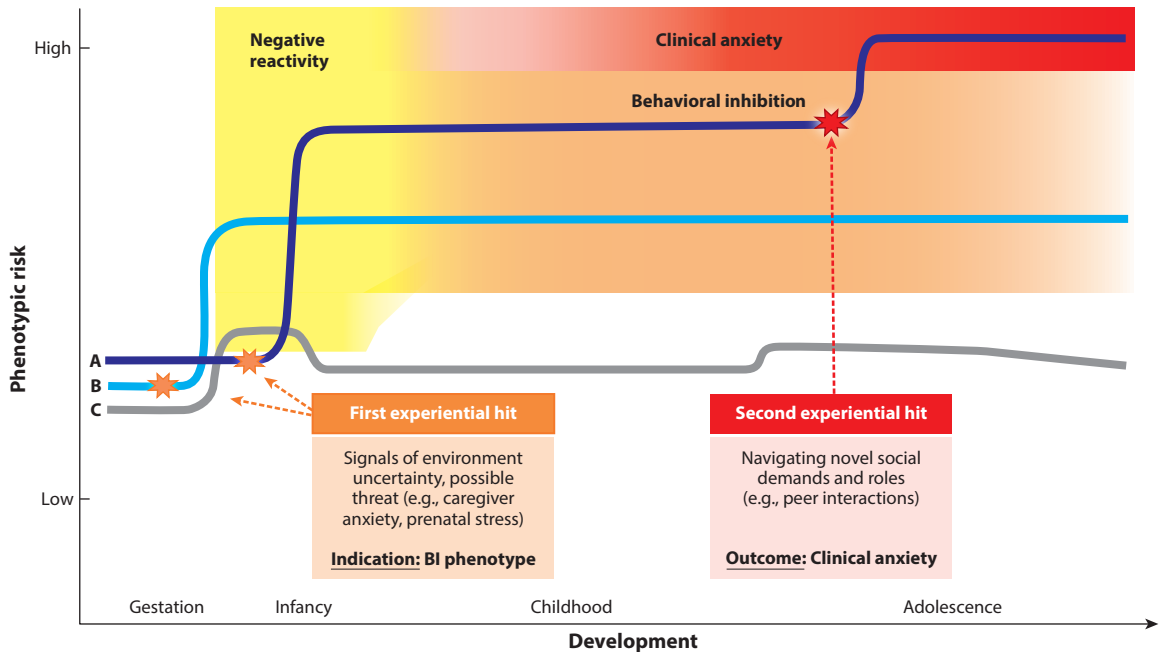 High
Negative
reactivity
Clinical anxiety
Behavioral inhibition
Phenotypic risk
A
B
C
First experiential hit
Signals of environment
uncertainty, possible
threat (e.g., caregiver
anxiety, prenatal stress)
Indication: BI phenotype
Second experiential hit
Navigating novel social
demands and roles
(e.g., peer interactions)
Outcome: Clinical anxiety
Low
Gestation
Infancy
Childhood
Adolescence
Development